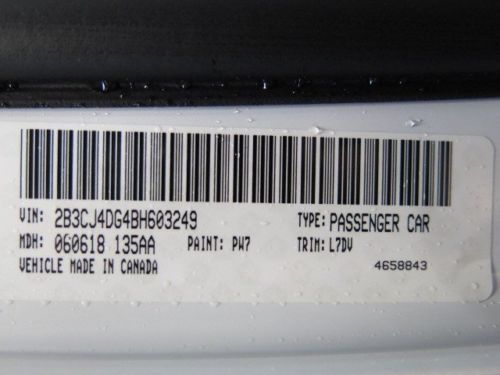 VIN: 2B3CJ4DG4BH603249 TYPE: PASSENGER CAR
MDH: 060618 135AA PAINT: PW7 TRIM: L7DV
VEHICLE MADE IN CANADA 4658843